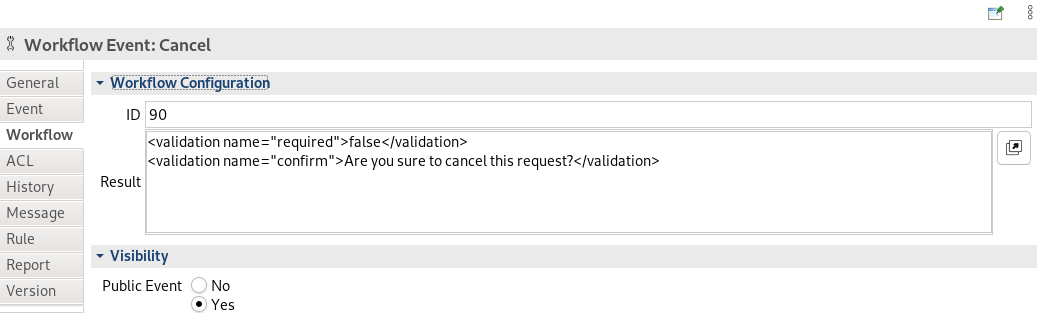 Workflow Event: Cancel
General
Event
Workflow
ACL
History
Message
Rule
Report
Version
Workflow Configuration
ID 90
Result
<validation name="required">false</validation>
<validation name="confirm">Are you sure to cancel this request?</validation>
Visibility
Public Event
No
Yes